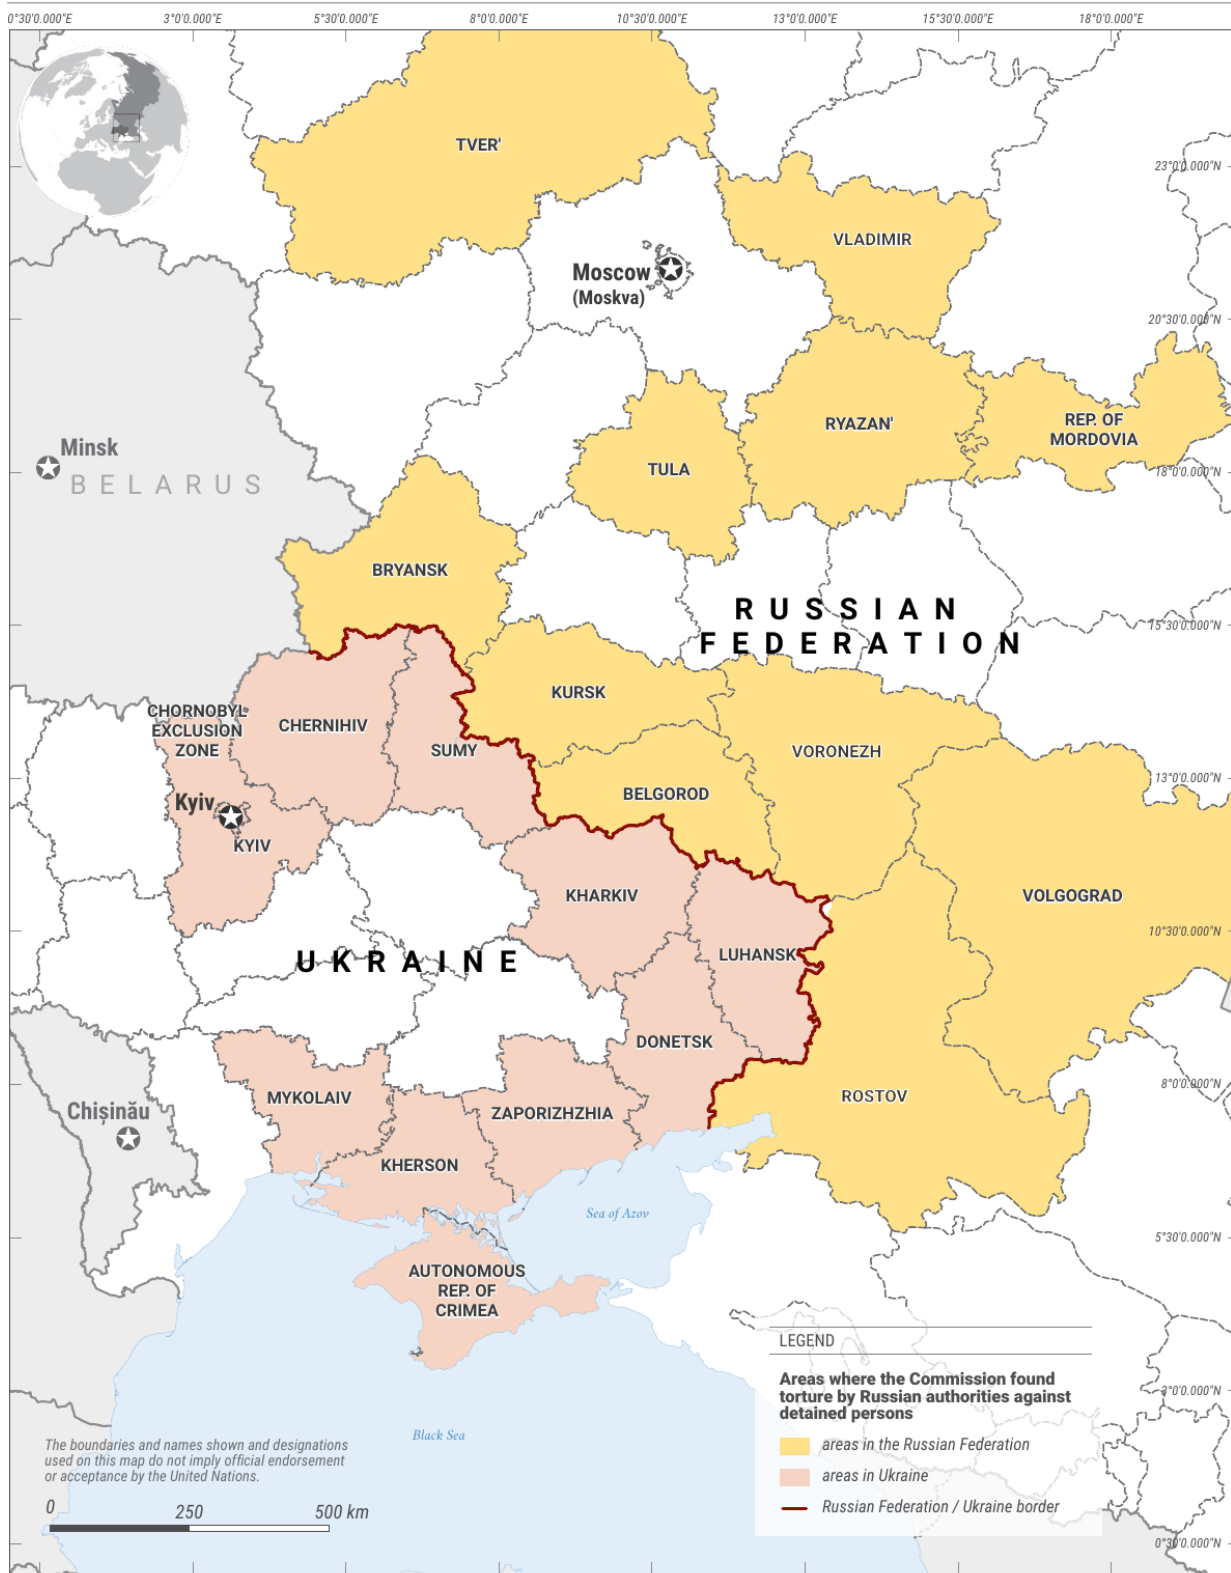 0°30'0.000"E 3°0'0.000"E 5°30'0.000"E 8°0'0.000"E 10°30'0.000"E 13°0'0.000"E 15°30'0.000"E 18°0'0.000"E
TVER'
23°0'0.000"N
VLADIMIR
Moscow
(Moskva)
20°30'0.000"N
RYAZAN'
REP. OF
MORDOVIA
Minsk
TULA
18°0'0.000"N
BELARUS
BRYANSK
RUSSIAN
15°30'0.000"N
FEDERATION
KURSK
CHORNOBYL
EXCLUSION
ZONE
CHERNIHIV
SUMY
VORONEZH
13°0'0.000"N
BELGOROD
Kyiv
KYIV
KHARKIV
VOLGOGRAD
10°30'0.000"N
UKRAINE
LUHANSK
DONETSK
8°0'0.000"N
MYKOLAIV
ROSTOV
Chișinău
ZAPORIZHZHIA
KHERSON
Sea of Azov
5°30'0.000"N
AUTONOMOUS
REP. OF
CRIMEA
LEGEND
Areas where the Commission found
torture by Russian authorities against
detained persons
3°0'0.000"N
areas in the Russian Federation
areas in Ukraine
Russian Federation / Ukraine border
0°30'0.000"N
Black Sea
The boundaries and names shown and designations
used on this map do not imply official endorsement
or acceptance by the United Nations.
0 250 500 km